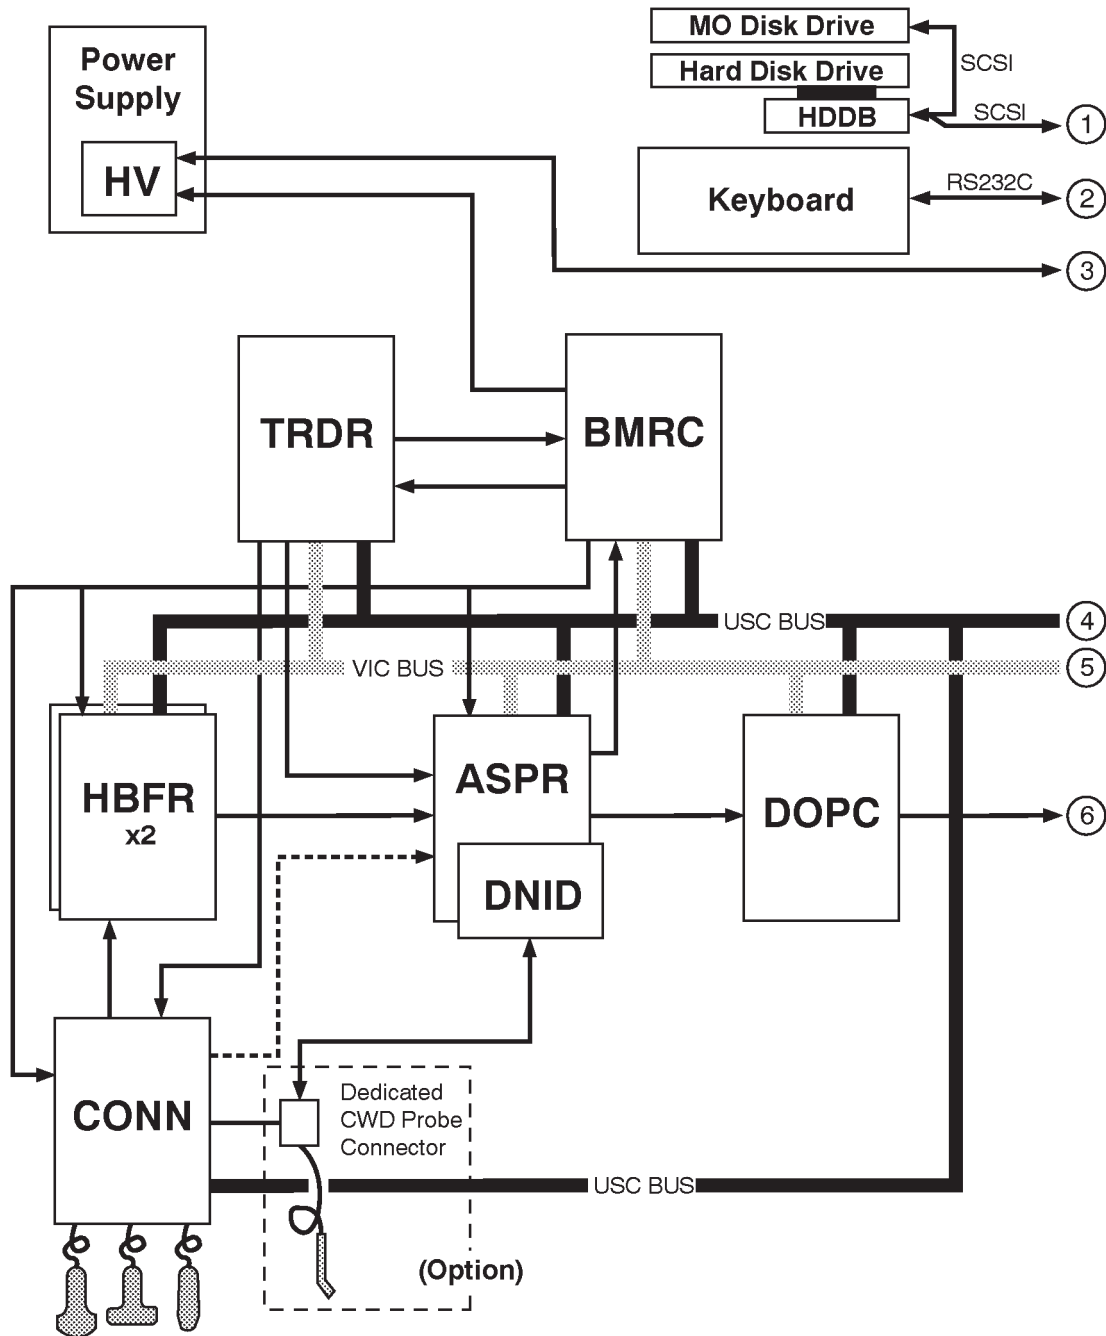 Power
Supply
HV
MO Disk Drive
Hard Disk Drive
HDDB
SCSI
SCSI
1
Keyboard
RS232C
2
3
TRDR
BMRC
USC BUS
4
VIC BUS
5
HBFR
x2
ASPR
DNID
DOPC
6
CONN
Dedicated
CWD Probe
Connector
USC BUS
(Option)